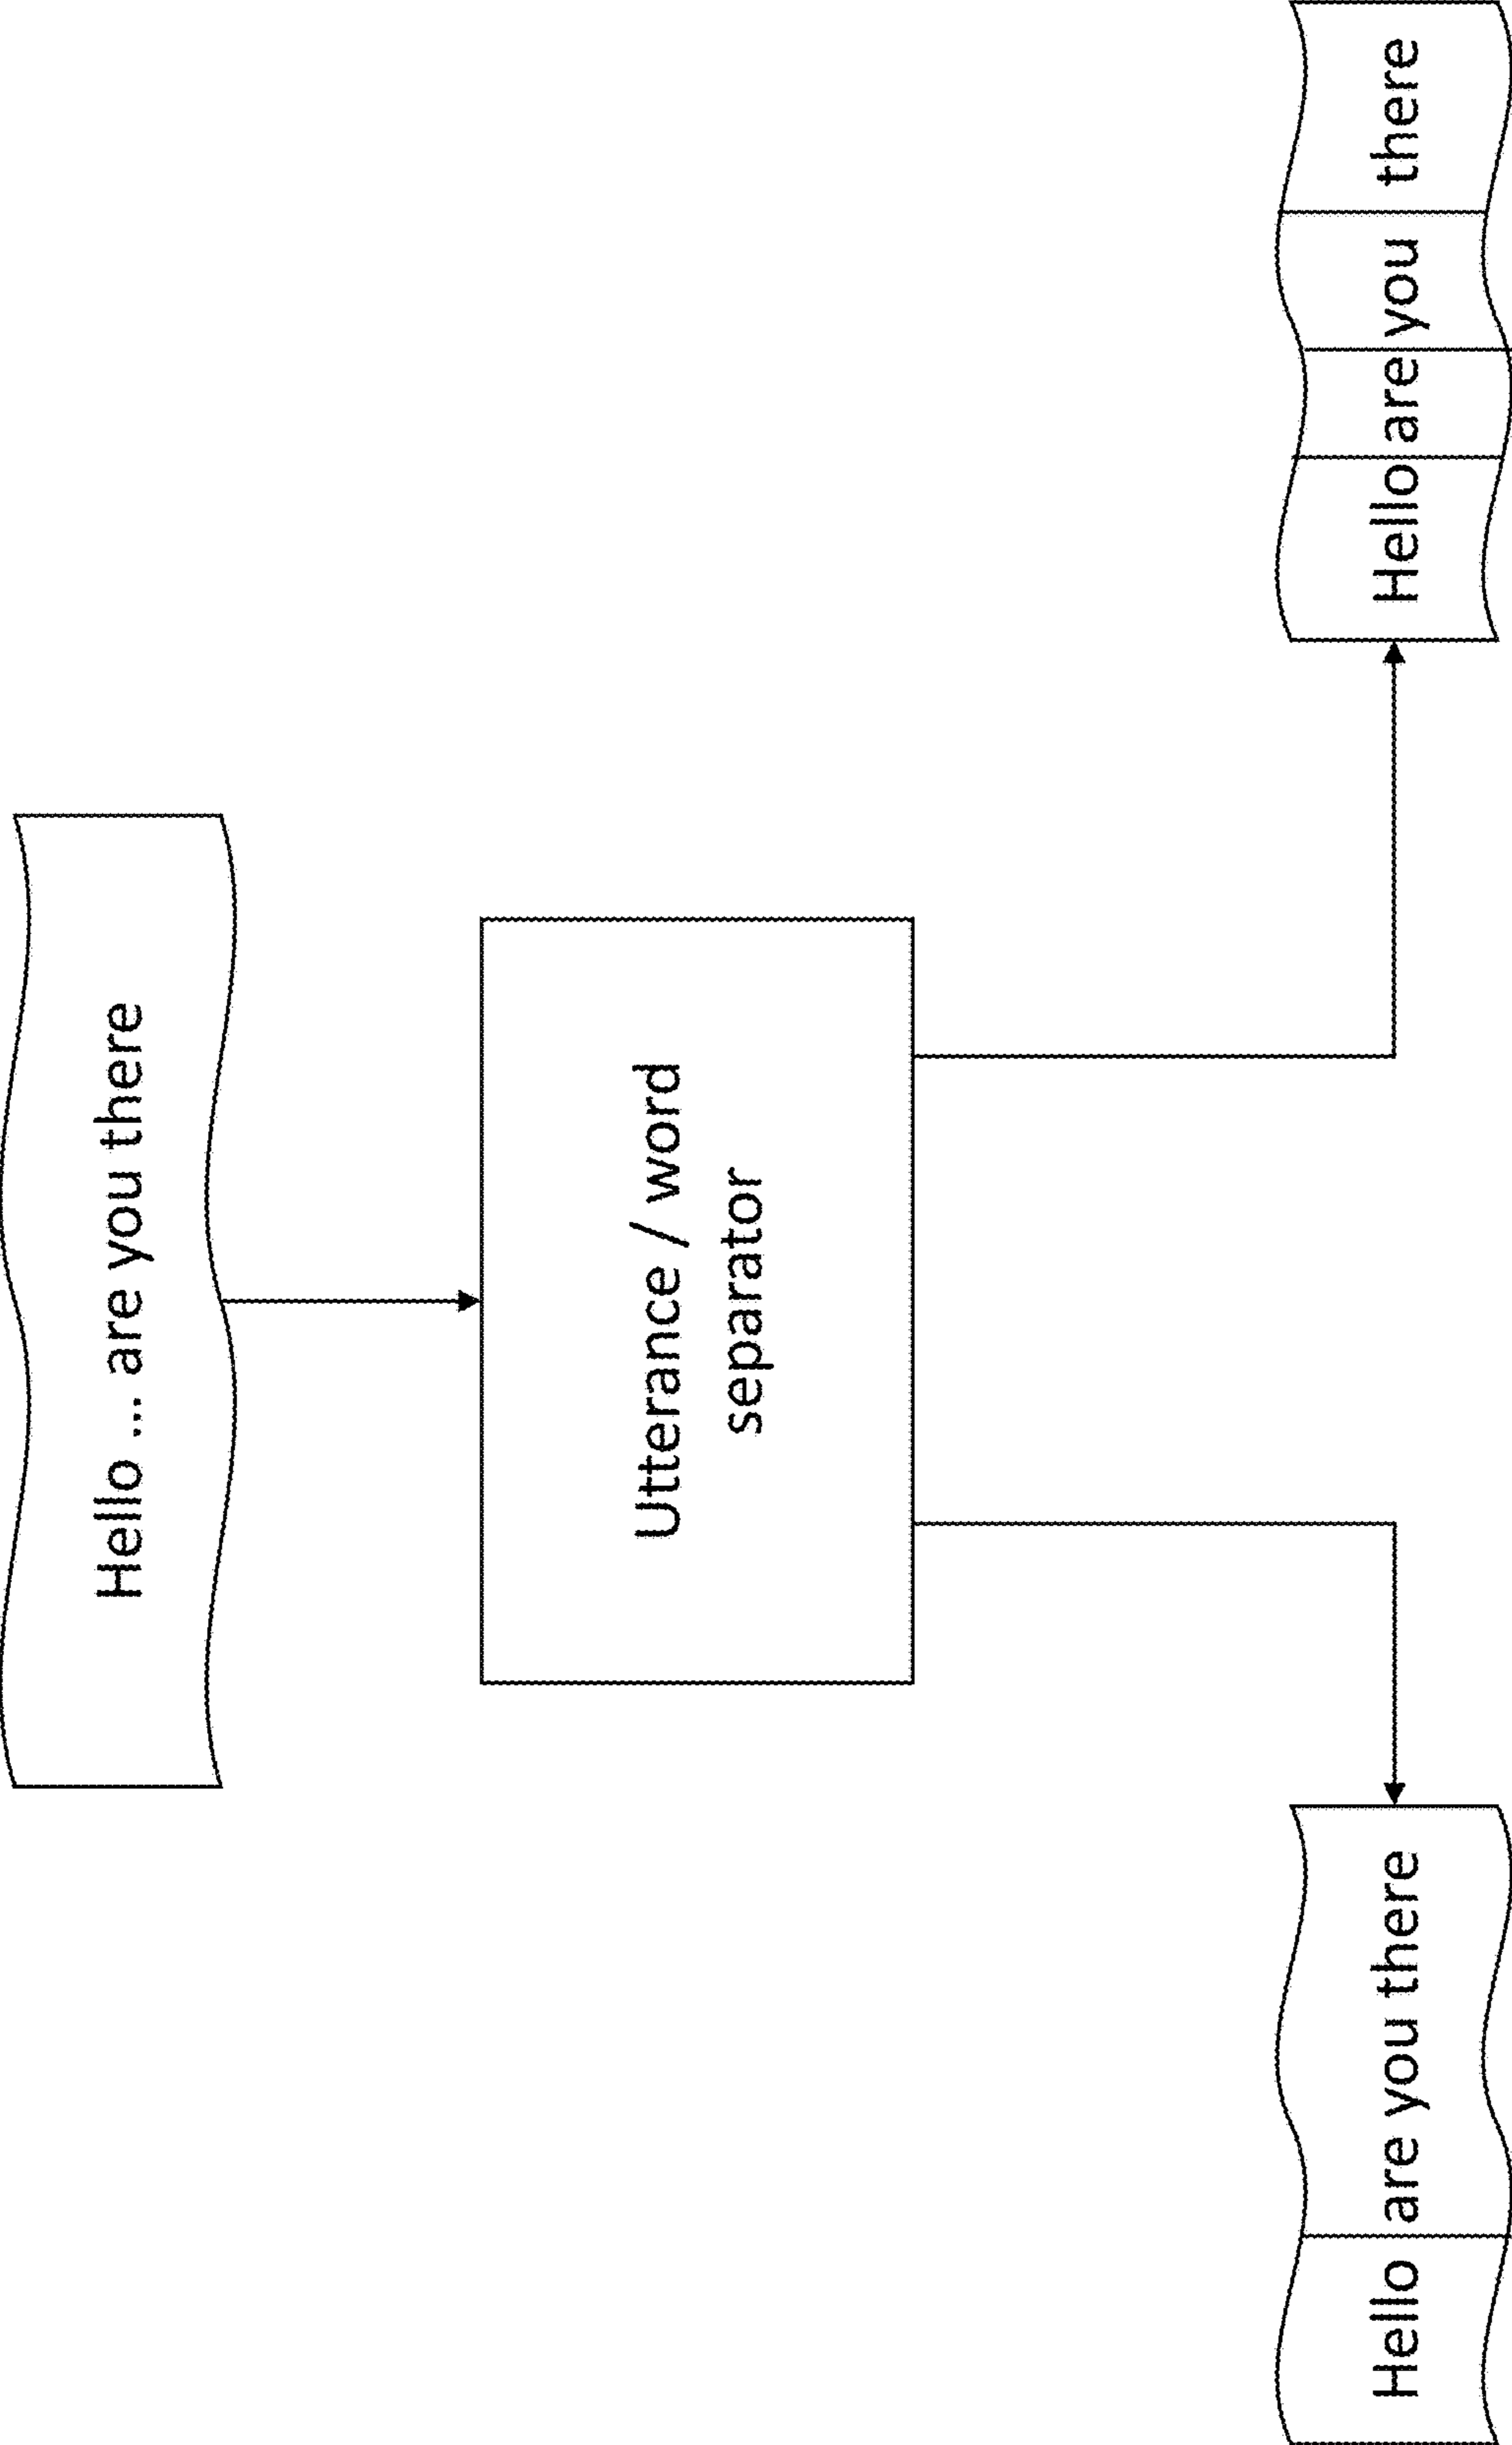 Hello ... are you there
Utterance / word
separator
Hello are you there
Hello are you there